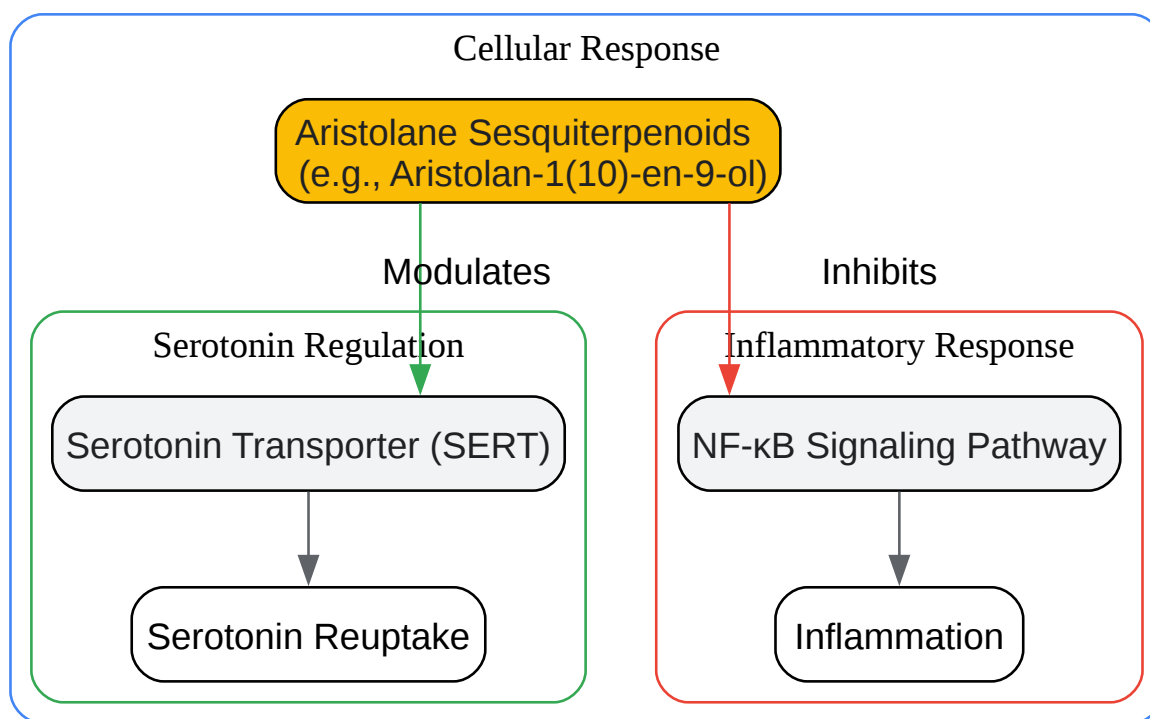 Cellular Response
Aristolane Sesquiterpenoids
(e.g., Aristolan-1(10)-en-9-ol)
Modulates
Inhibits
Serotonin Regulation
Inflammatory Response
Serotonin Transporter (SERT)
NF-κB Signaling Pathway
Serotonin Reuptake
Inflammation